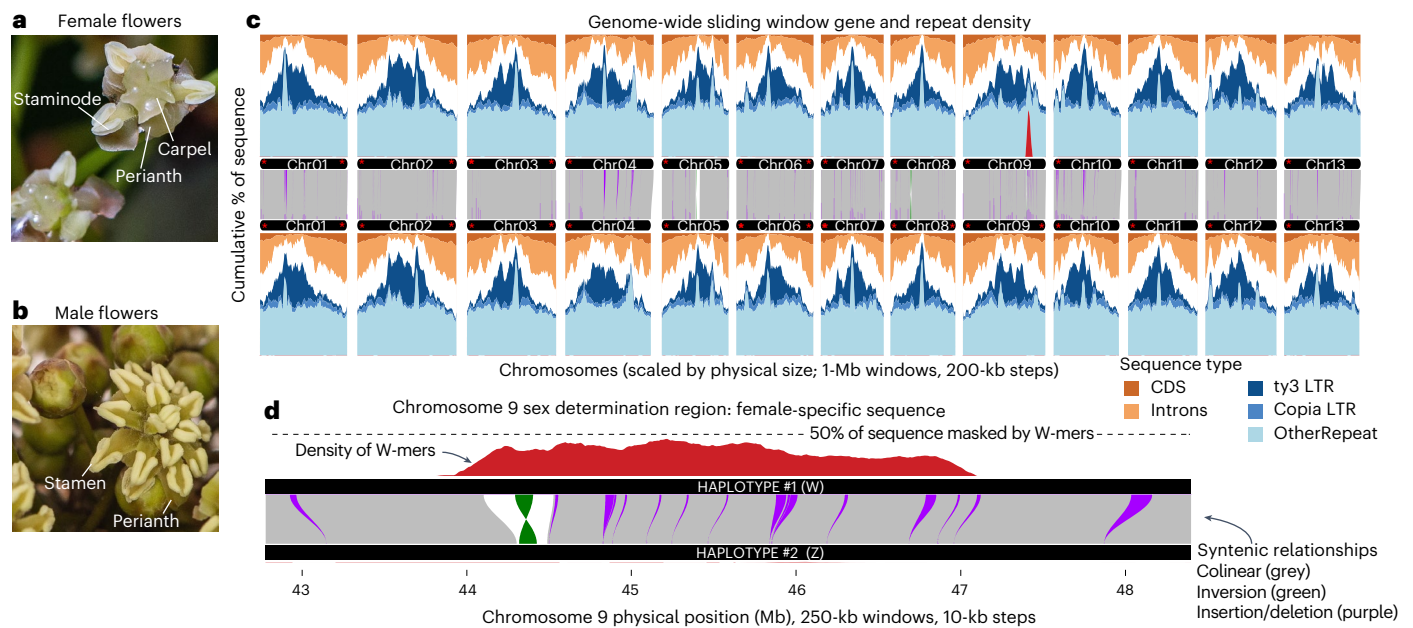 a
Female flowers
Staminode
Carpel
Perianth
b
Male flowers
Stamen
Perianth
c
Genome-wide sliding window gene and repeat density
Cumulative % of sequence
Chr01 Chr02 Chr03 Chr04 Chr05 Chr06 Chr07 Chr08 Chr09 Chr10 Chr11 Chr12 Chr13
Chr01 Chr02 Chr03 Chr04 Chr05 Chr06 Chr07 Chr08 Chr09 Chr10 Chr11 Chr12 Chr13
Chromosomes (scaled by physical size; 1-Mb windows, 200-kb steps)
Sequence type
CDS
Introns
ty3 LTR
Copia LTR
OtherRepeat
d
Chromosome 9 sex determination region: female-specific sequence
50% of sequence masked by W-mers
Density of W-mers
HAPLOTYPE #1 (W)
HAPLOTYPE #2 (Z)
43 44 45 46 47 48
Chromosome 9 physical position (Mb), 250-kb windows, 10-kb steps
Syntenic relationships
Colinear (grey)
Inversion (green)
Insertion/deletion (purple)